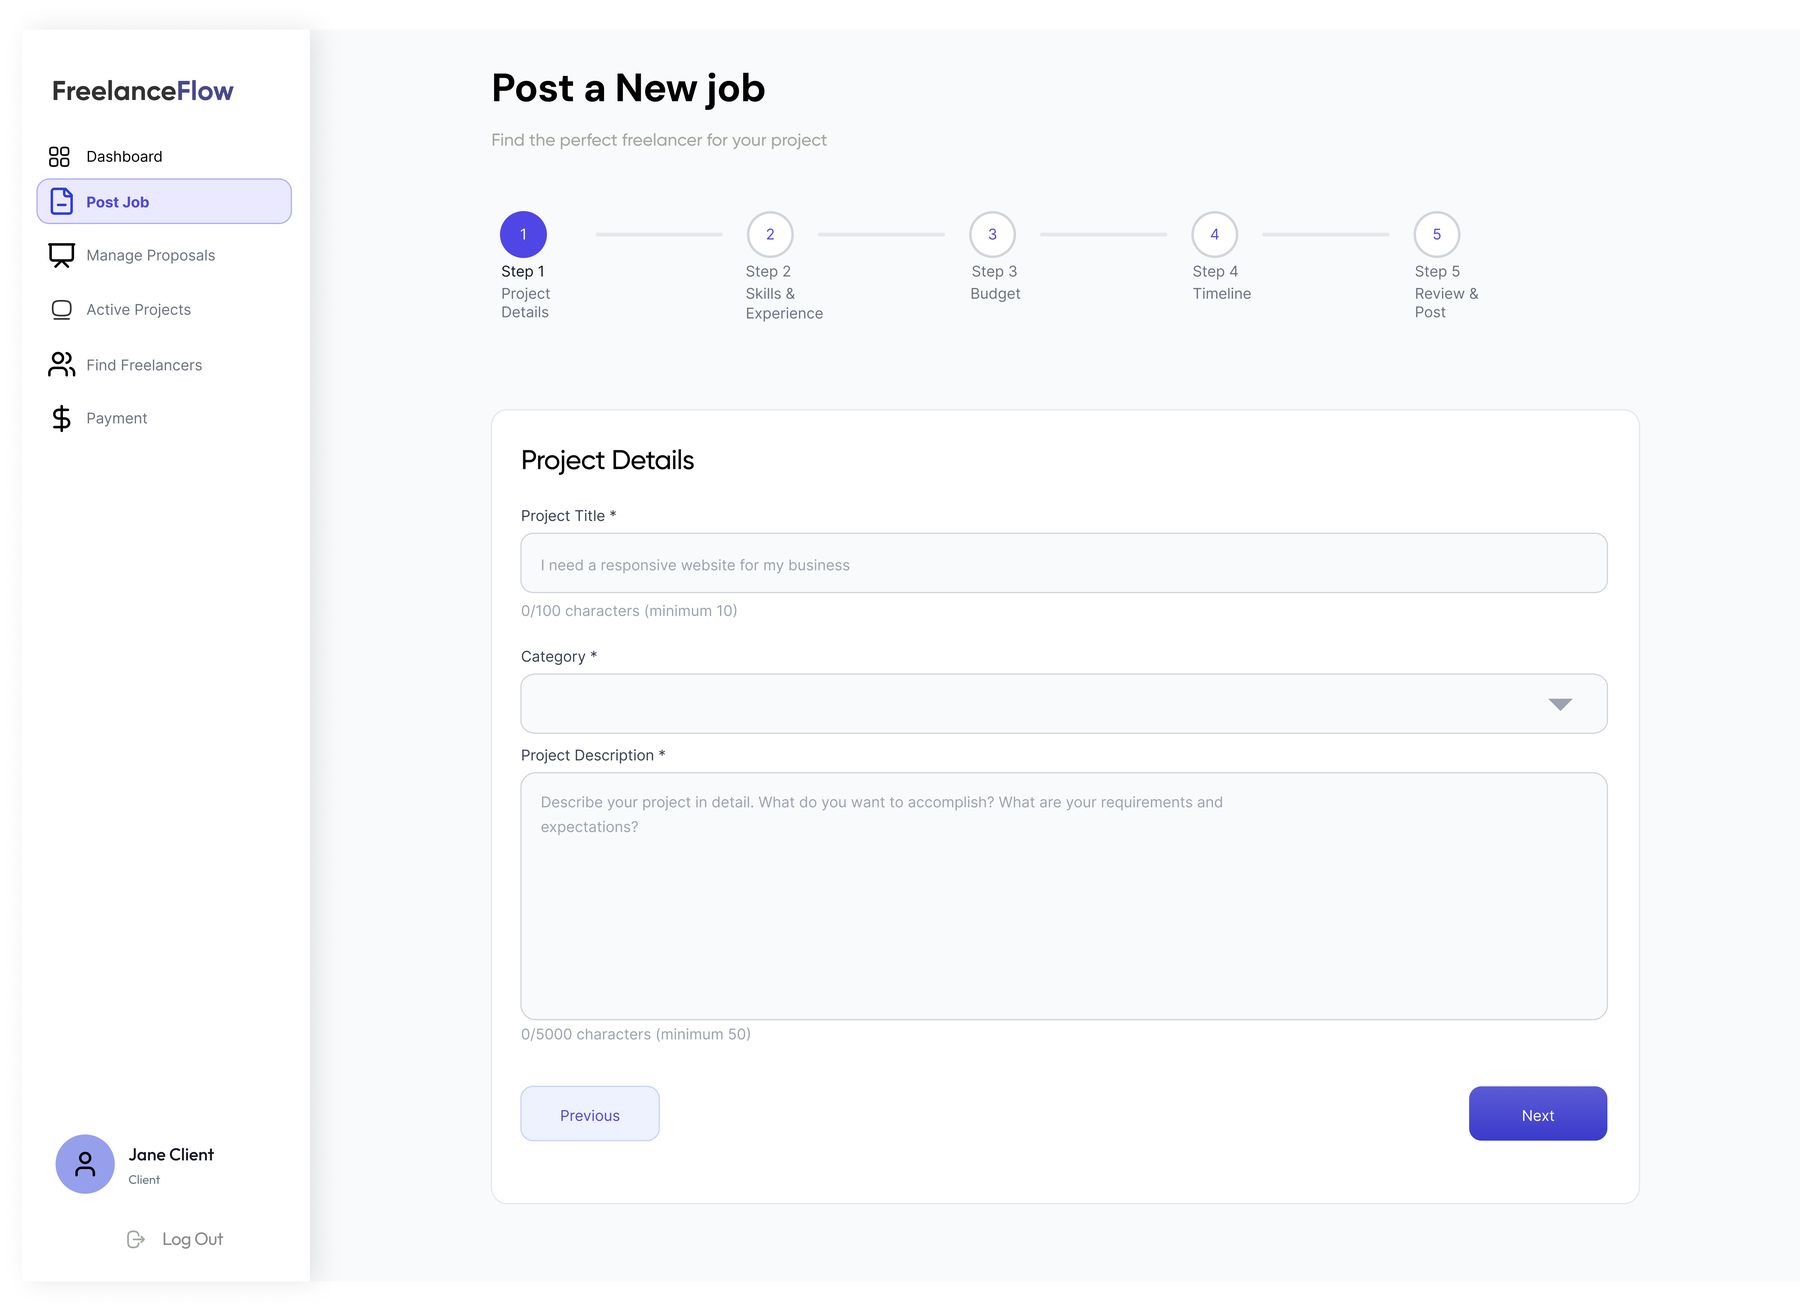 FreelanceFlow
Dashboard
Post Job
Manage Proposals
Active Projects
Find Freelancers
Payment
Jane Client
Client
Log Out
Post a New job
Find the perfect freelancer for your project
1
Step 1
Project
Details
2
Step 2
Skills &
Experience
3
Step 3
Budget
4
Step 4
Timeline
5
Step 5
Review &
Post
Project Details
Project Title *
I need a responsive website for my business
0/100 characters (minimum 10)
Category *
Project Description *
Describe your project in detail. What do you want to accomplish? What are your requirements and
expectations?
0/5000 characters (minimum 50)
Previous
Next